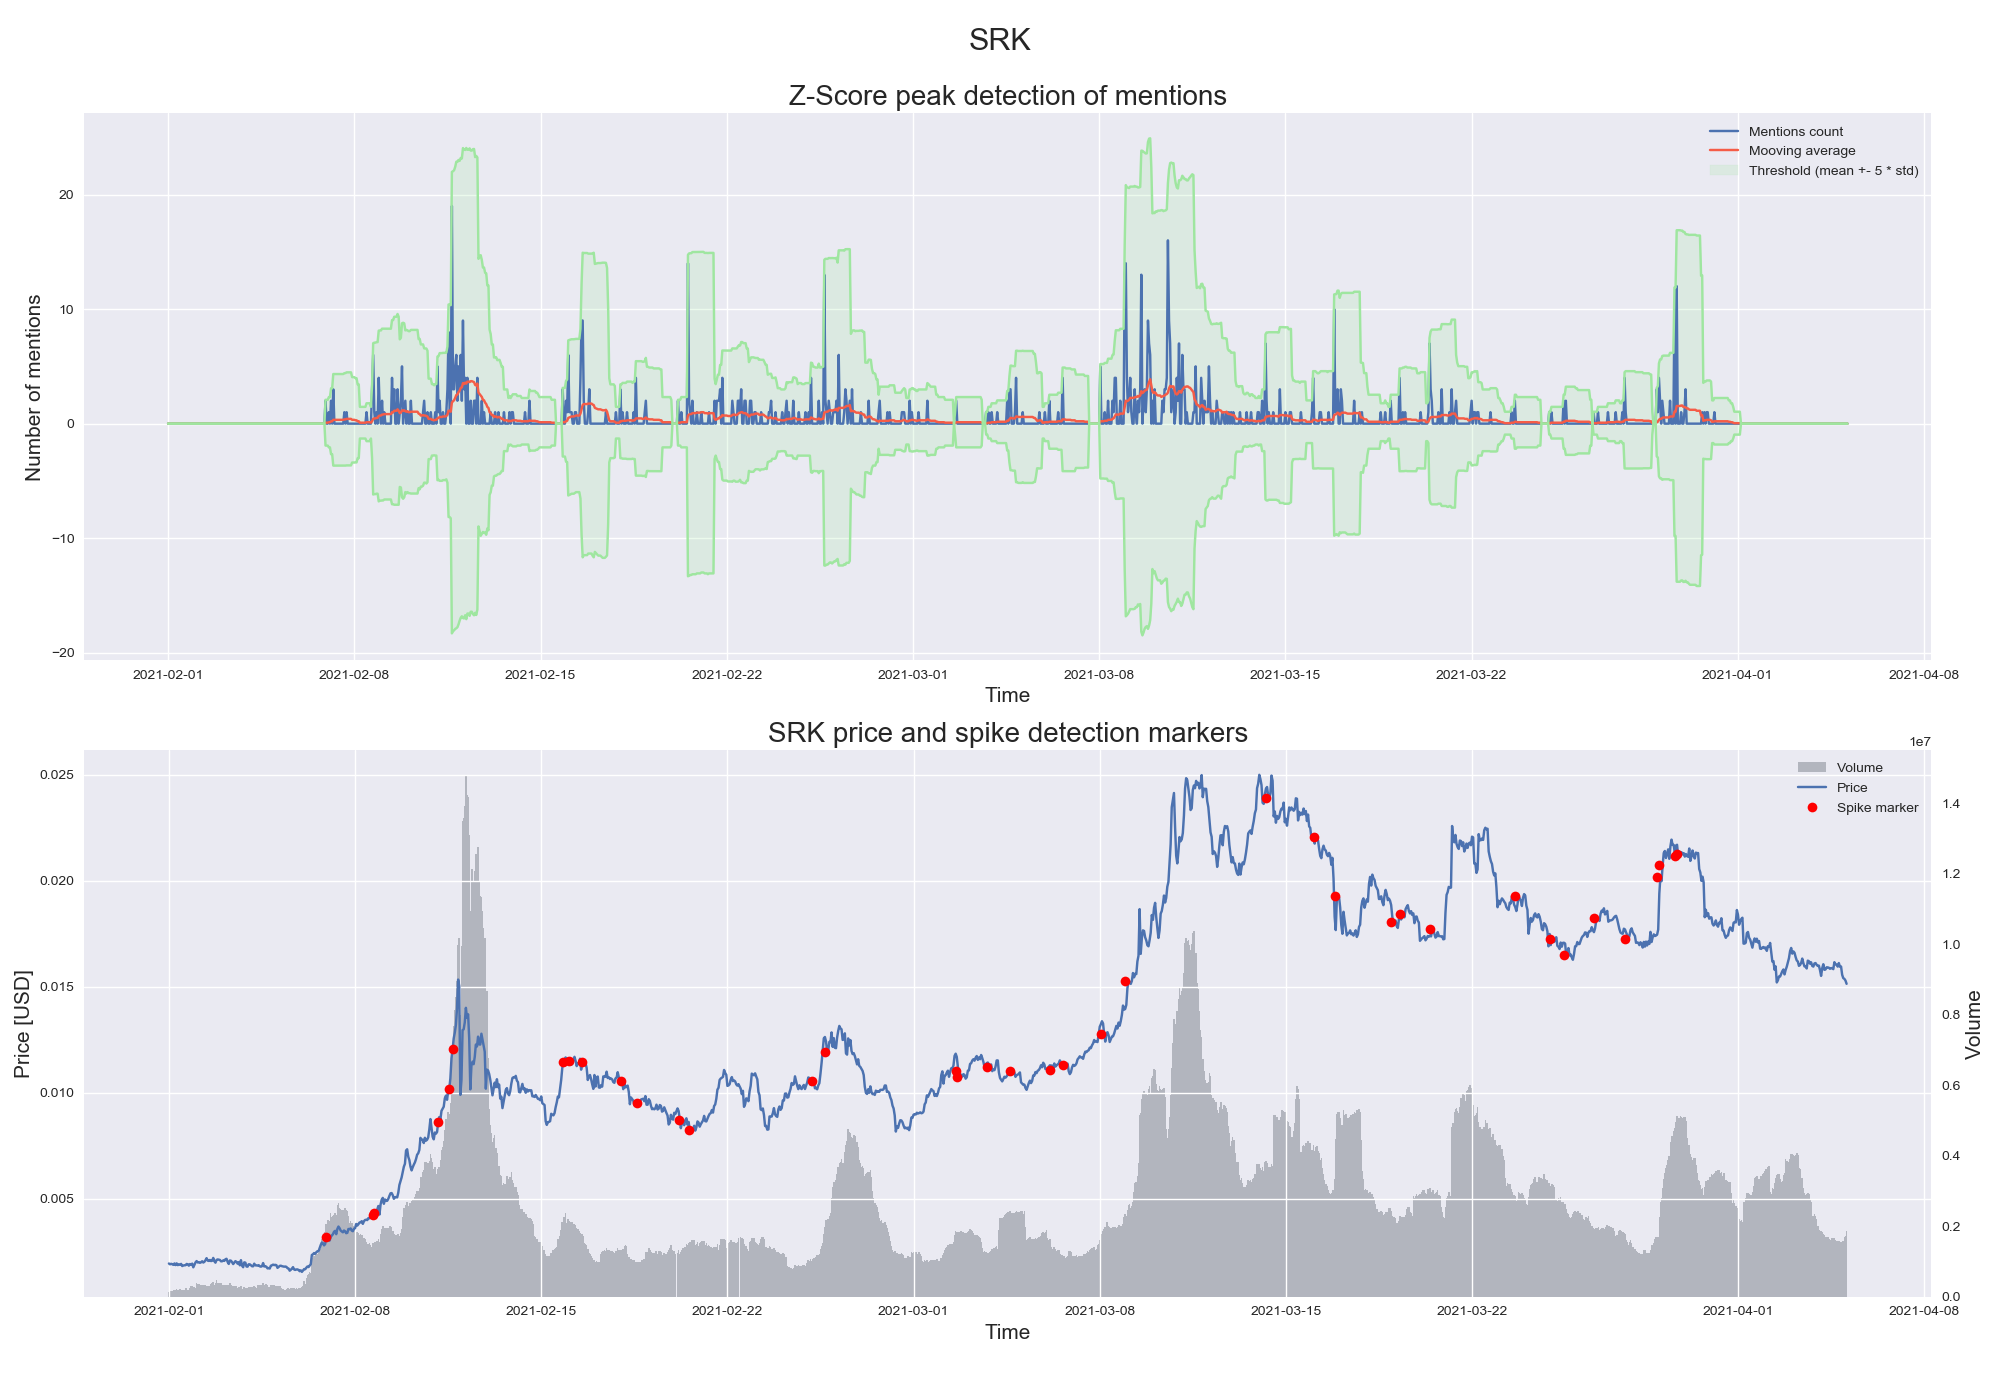 SRK
Z-Score peak detection of mentions
Mentions count
Mooving average
Threshold (mean +- 5 * std)
Number of mentions
20
10
0
−10
−20
2021-02-01 2021-02-08 2021-02-15 2021-02-22 2021-03-01 2021-03-08 2021-03-15 2021-03-22 2021-04-01 2021-04-08
Time
SRK price and spike detection markers
1e7
Volume
Price
Spike marker
Price [USD]
0.025
0.020
0.015
0.010
0.005
1.4
1.2
1.0
0.8
0.6
0.4
0.2
0.0
Volume
2021-02-01 2021-02-08 2021-02-15 2021-02-22 2021-03-01 2021-03-08 2021-03-15 2021-03-22 2021-04-01 2021-04-08
Time